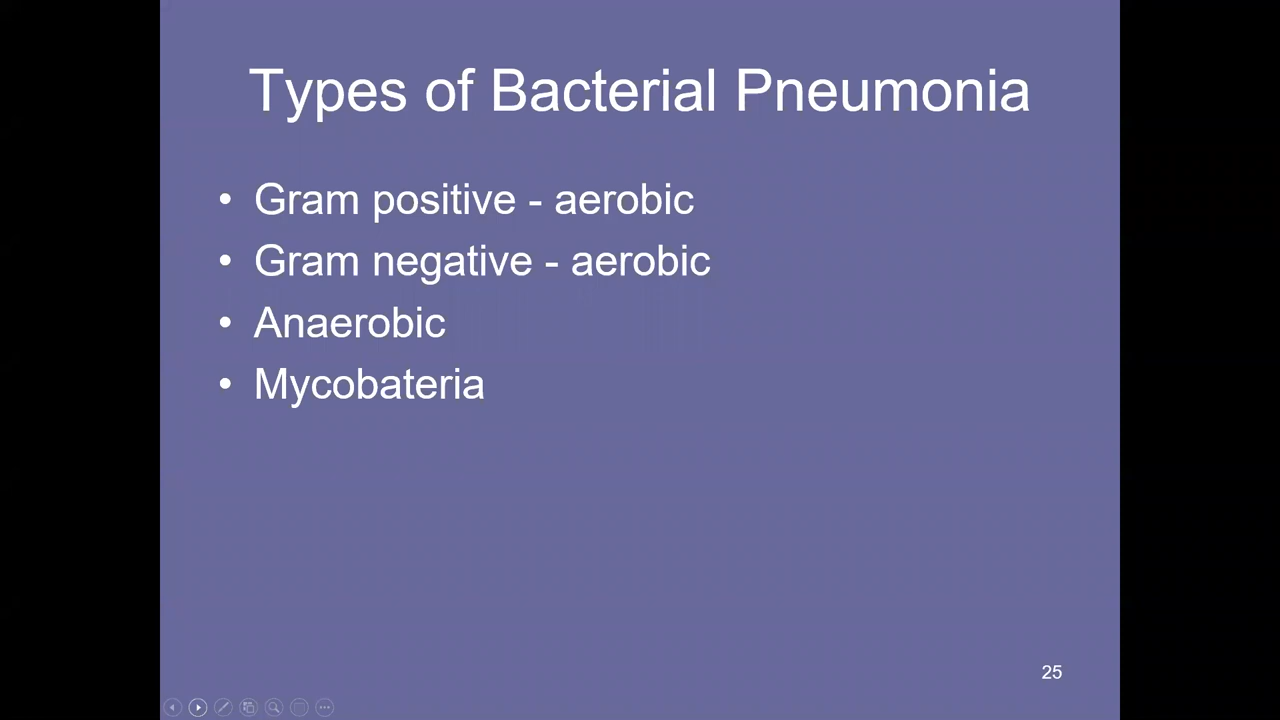 Types of Bacterial Pneumonia
• Gram positive - aerobic
• Gram negative - aerobic
• Anaerobic
• Mycobateria
25